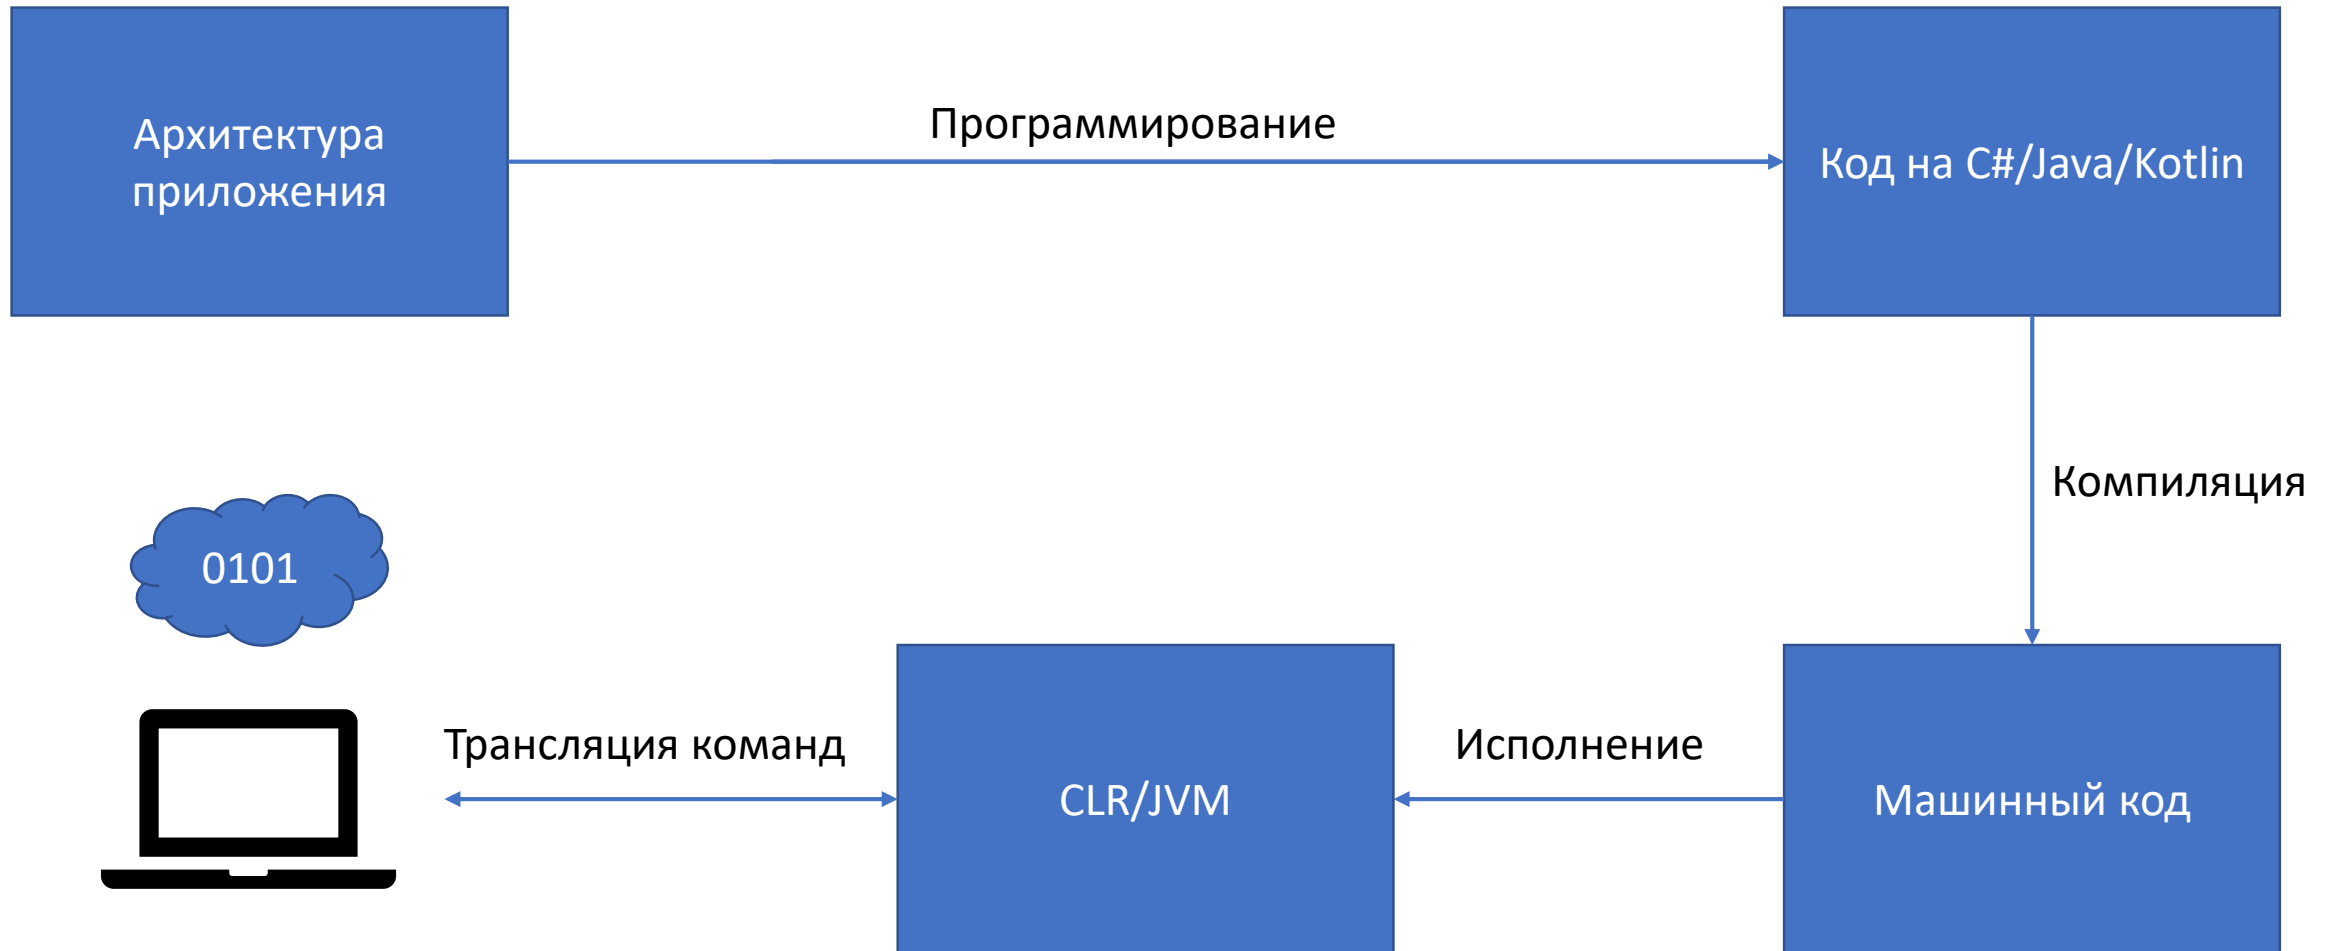 Архитектура
приложения
Программирование
Код на C#/Java/Kotlin
Компиляция
0101
Трансляция команд
CLR/JVM
Исполнение
Машинный код